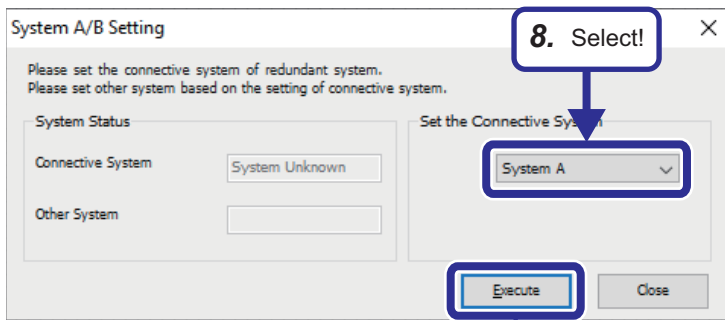 System A/B Setting
8. Select!
Please set the connective system of redundant system.
Please set other system based on the setting of connective system.
System Status
Set the Connective System
Connective System
System Unknown
System A
Other System
Execute
Close